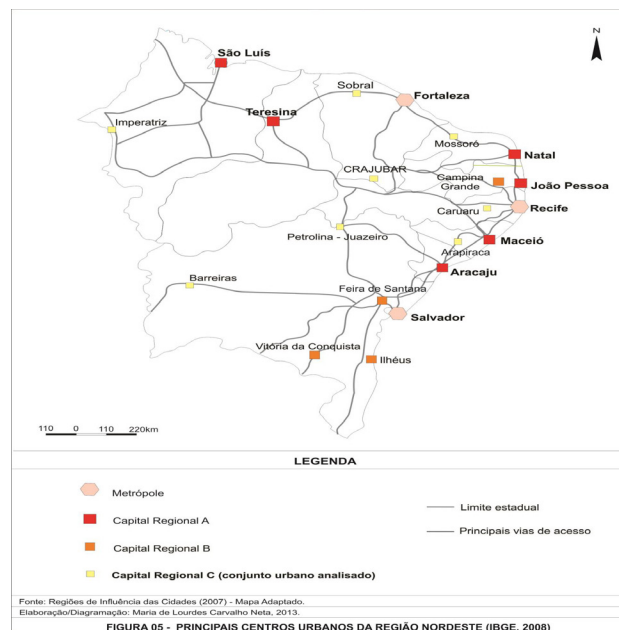 N
São Luís
Sobral
Fortaleza
Teresina
Imperatriz
Mossoró
Natal
CRAJUBAR
Campina
Grande
João Pessoa
Caruaru
Recife
Petrolina - Juazeiro
Maceió
Arapiraca
Aracaju
Barreiras
Feira de Santana
Salvador
Vitória da Conquista
Ilhéus
110 0 110 220km
LEGENDA
Metrópole
Capital Regional A
Capital Regional B
Capital Regional C (conjunto urbano analisado)
Limite estadual
Principais vias de acesso
Fonte: Regiões de Influência das Cidades (2007) - Mapa Adaptado.
Elaboração/Diagramação: Maria de Lourdes Carvalho Neta, 2013.
FIGURA 05 - PRINCIPAIS CENTROS URBANOS DA REGIÃO NORDESTE (IBGE, 2008)